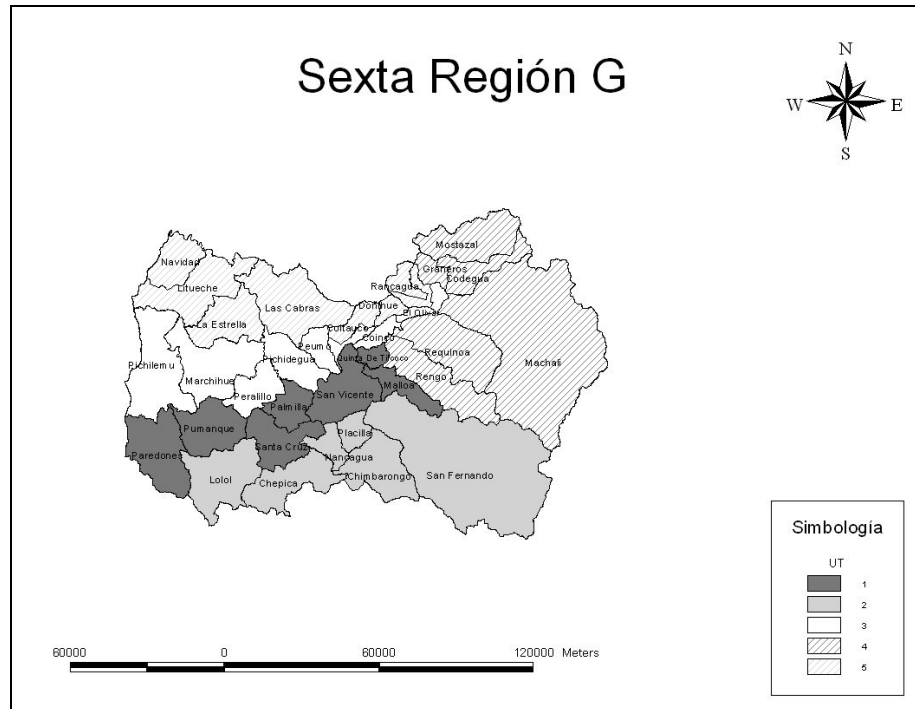 Sexta Región G
N
W E
S
Mostazal
Navidad
Graneros
Codegua
Litueche
Rancagua
Las Cabras
Donihue
El Olivar
La Estrella
Coltauco
Coinco
Peumo
Requinoa
Pichidegua
Quinta De Tilcoco
Machali
Pichilemu
Rengo
Marchihue
Malloa
Peralillo
San Vicente
Palmilla
Pumanque
Placilla
Santa Cruz
Paredones
Nancagua
Lolol
Chepica
Chimbarongo
San Fernando
Simbología
UT
1
2
3
4
5
60000 0 60000 120000 Meters